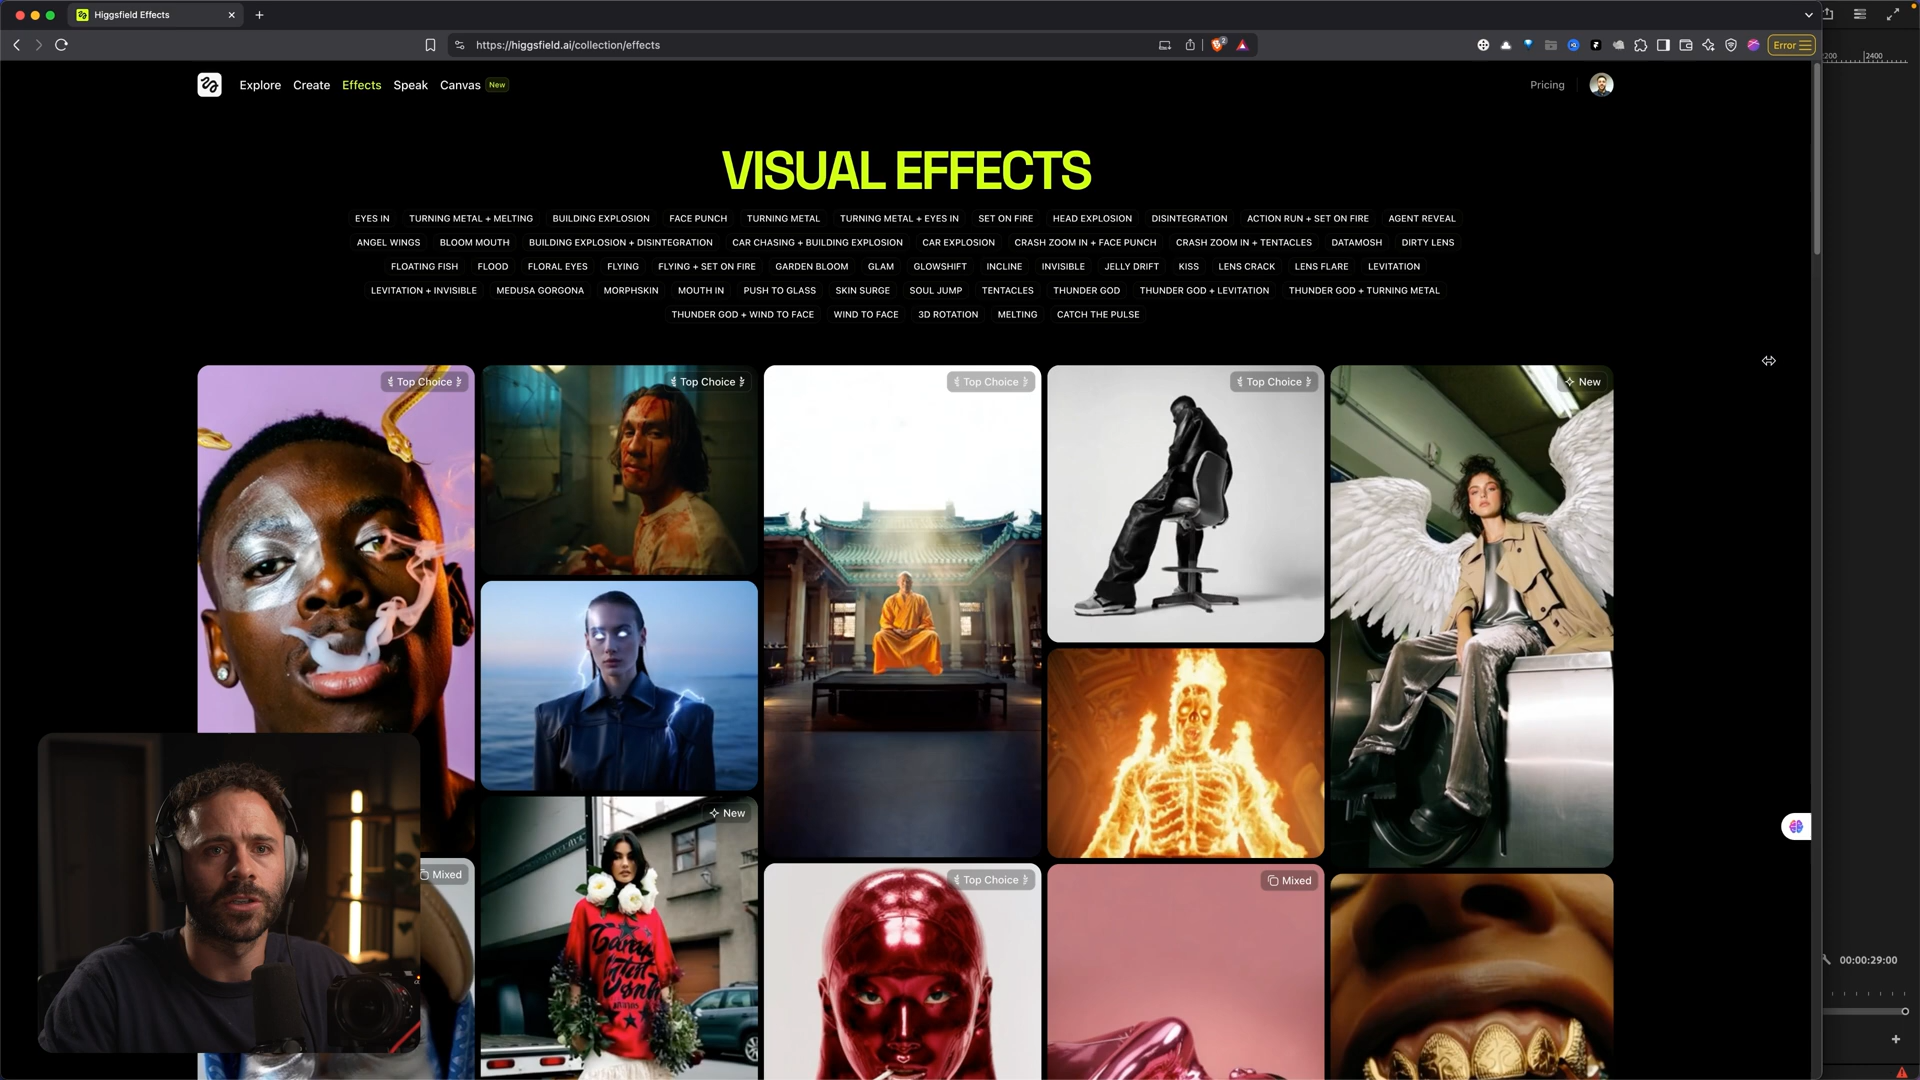 Higgsfield Effects
https://higgsfield.ai/collection/effects
2
Error
2400
Explore Create Effects Speak Canvas New
Pricing
VISUAL EFFECTS
EYES IN TURNING METAL + MELTING BUILDING EXPLOSION FACE PUNCH TURNING METAL TURNING METAL + EYES IN SET ON FIRE HEAD EXPLOSION DISINTEGRATION ACTION RUN + SET ON FIRE AGENT REVEAL
ANGEL WINGS BLOOM MOUTH BUILDING EXPLOSION + DISINTEGRATION CAR CHASING + BUILDING EXPLOSION CAR EXPLOSION CRASH ZOOM IN + FACE PUNCH CRASH ZOOM IN + TENTACLES DATAMOSH DIRTY LENS
FLOATING FISH FLOOD FLORAL EYES FLYING FLYING + SET ON FIRE GARDEN BLOOM GLAM GLOWSHIFT INCLINE INVISIBLE JELLY DRIFT KISS LENS CRACK LENS FLARE LEVITATION
LEVITATION + INVISIBLE MEDUSA GORGONA MORPHSKIN MOUTH IN PUSH TO GLASS SKIN SURGE SOUL JUMP TENTACLES THUNDER GOD THUNDER GOD + LEVITATION THUNDER GOD + TURNING METAL
THUNDER GOD + WIND TO FACE WIND TO FACE 3D ROTATION MELTING CATCH THE PULSE
Top Choice
Top Choice
Top Choice
Top Choice
New
New
Mixed
Top Choice
Mixed
00:00:29:00